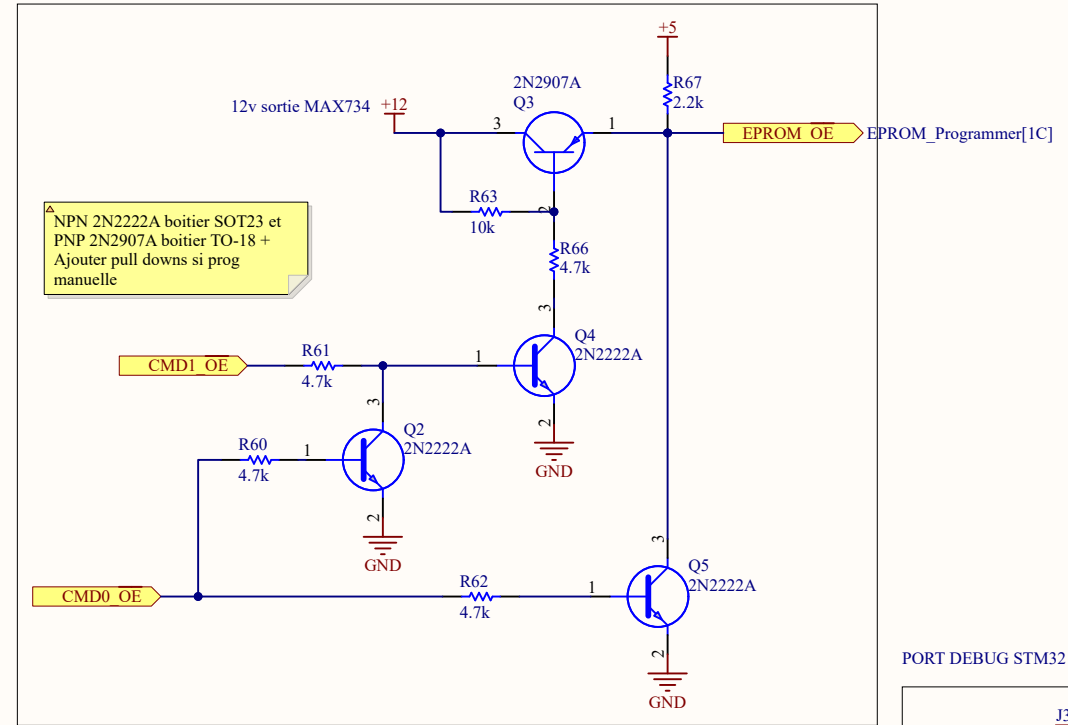 +5
2N2907A
Q3
R67
2.2k
12v sortie MAX734
+12
3
1
EPROM_OE
EPROM_Programmer[1C]
R63
10k
2
NPN 2N2222A boitier SOT23 et
PNP 2N2907A boitier TO-18 +
Ajouter pull downs si prog
manuelle
R66
4.7k
3
Q4
2N2222A
CMD1_OE
R61
4.7k
1
2
GND
3
Q2
2N2222A
R60
4.7k
1
2
GND
3
Q5
2N2222A
CMD0_OE
R62
4.7k
1
2
GND
PORT DEBUG STM32
J3